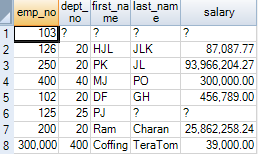 emp_no dept_no first_name last_name salary
1 103 ? ? ? ?
2 126 20 HJL JLK 87,087.77
3 250 20 PK JL 93,966,204.27
4 400 40 MJ PO 300,000.00
5 102 20 DF GH 456,789.00
6 125 25 PJ ? ?
7 200 20 Ram Charan 25,862,258.24
8 300,000 400 Coffing TeraTom 39,000.00